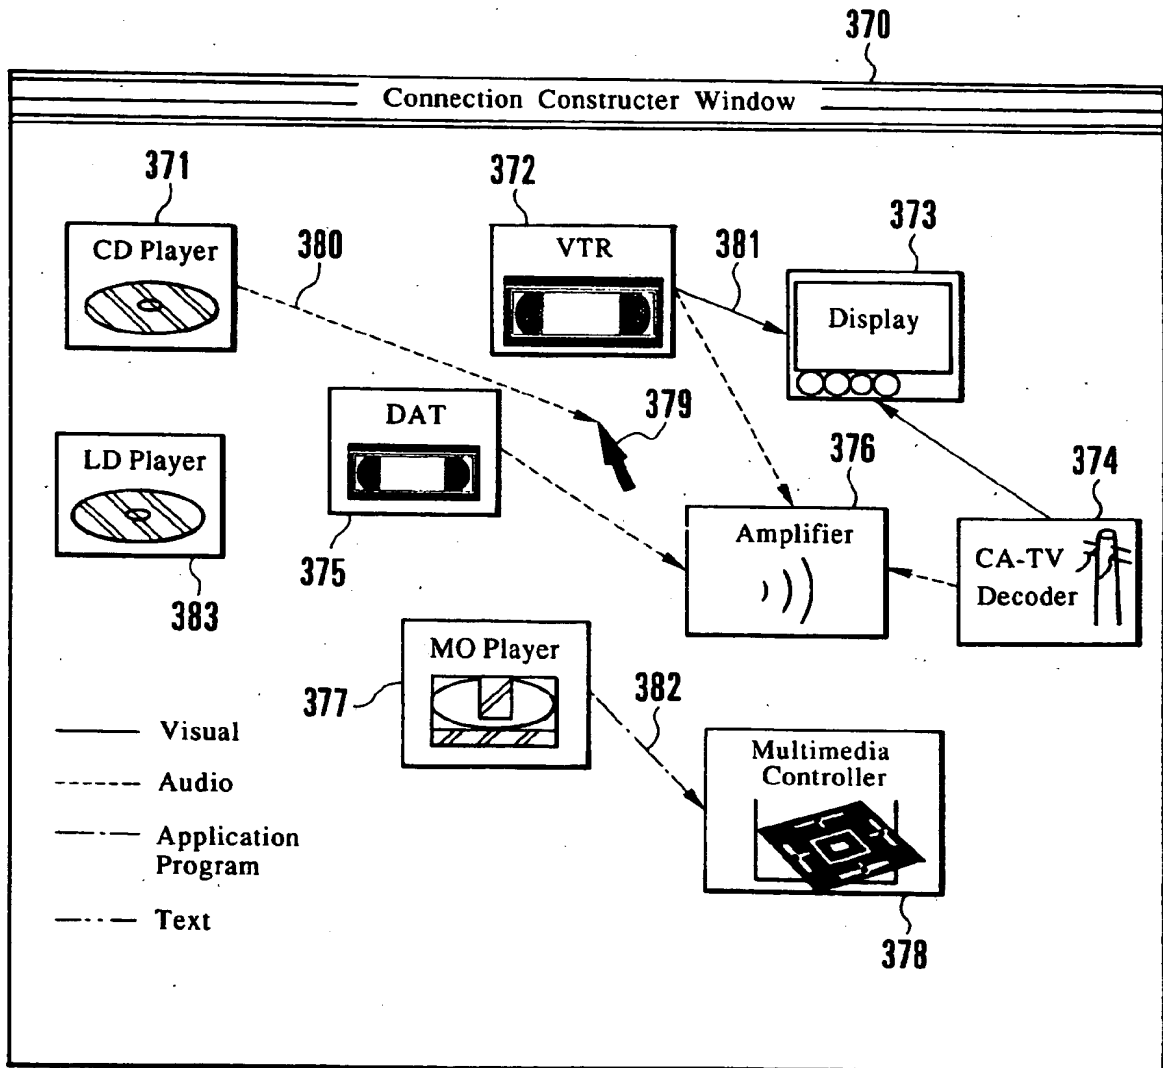 370
Connection Constructer Window
371
372
373
380
381
CD Player
VTR
Display
379
DAT
376
374
LD Player
Amplifier
CA-TV
Decoder
375
383
MO Player
377
382
Visual
Multimedia
Controller
Audio
Application
Program
Text
378